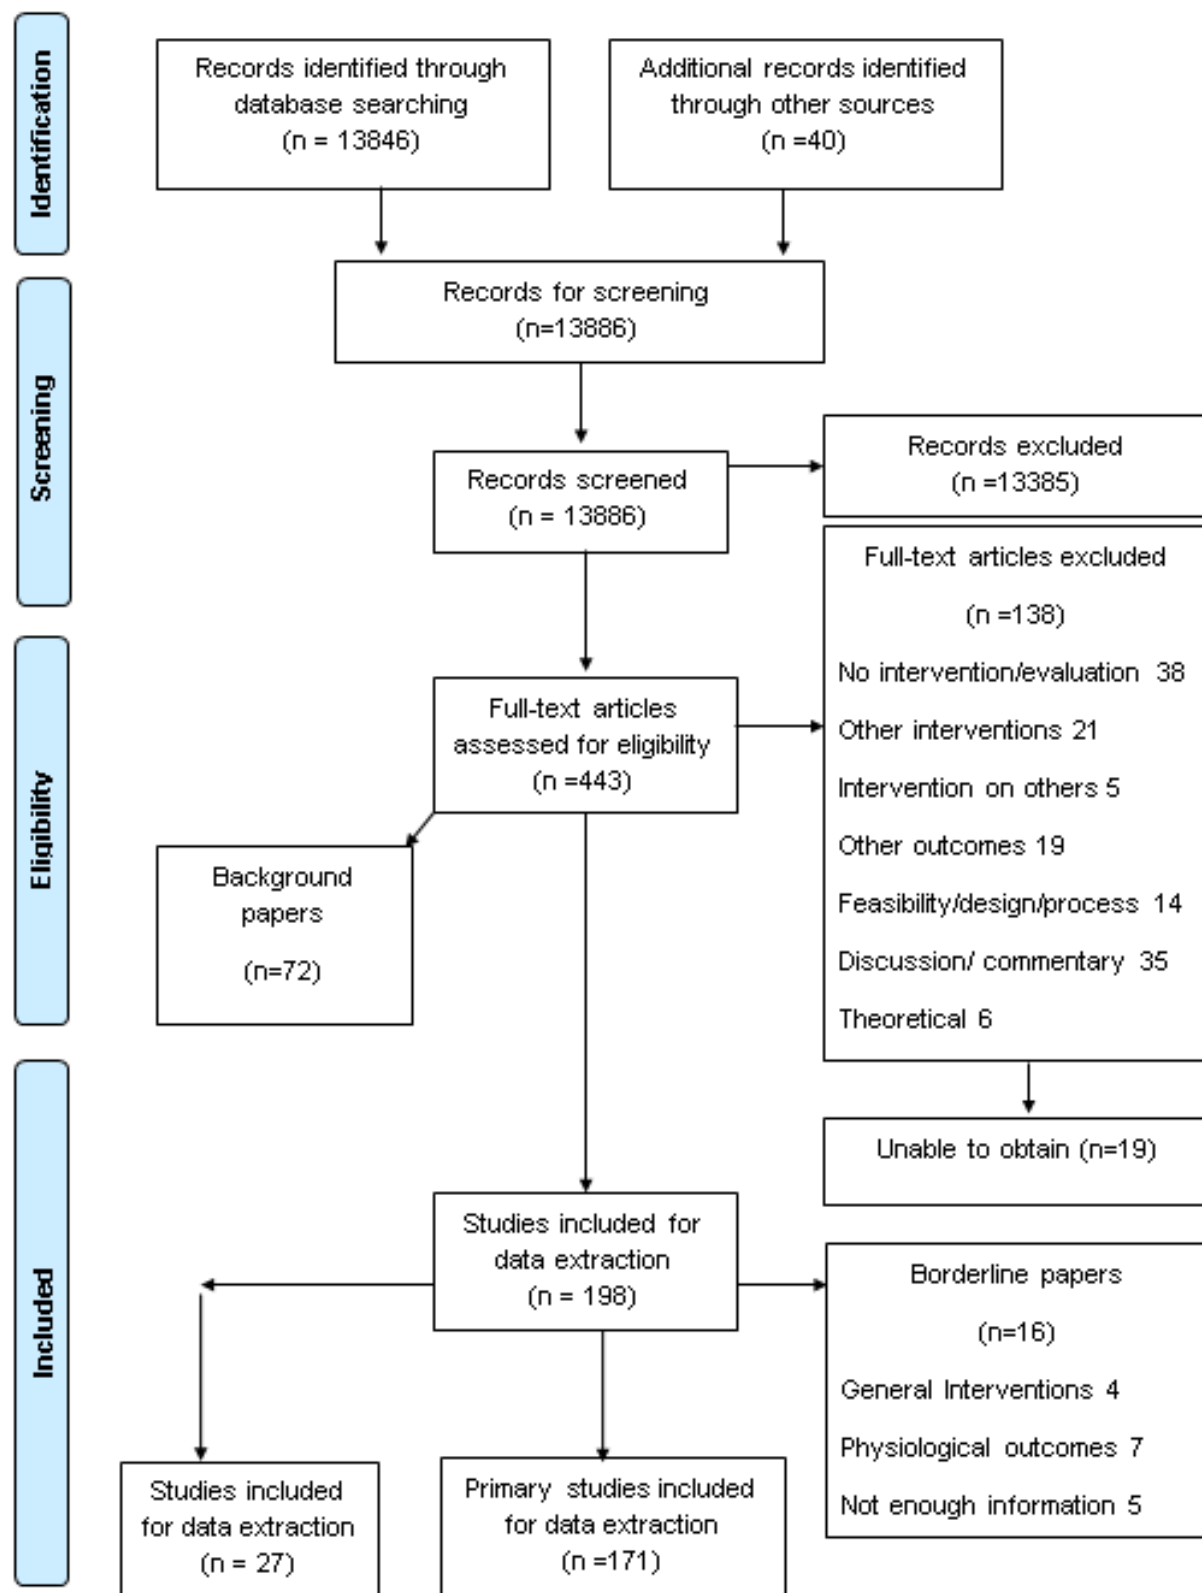 Identification
Records identified through
database searching
(n = 13846)
Additional records identified
through other sources
(n =40)
Screening
Records for screening
(n=13886)
Records screened
(n = 13886)
Records excluded
(n =13385)
Eligibility
Full-text articles
assessed for eligibility
(n =443)
Full-text articles excluded
(n =138)
No intervention/evaluation 38
Other interventions 21
Intervention on others 5
Other outcomes 19
Feasibility/design/process 14
Discussion/ commentary 35
Theoretical 6
Background
papers
(n=72)
Unable to obtain (n=19)
Included
Studies included for
data extraction
(n = 198)
Borderline papers
(n=16)
General Interventions 4
Physiological outcomes 7
Not enough information 5
Studies included
for data extraction
(n = 27)
Primary studies included
for data extraction
(n =171)